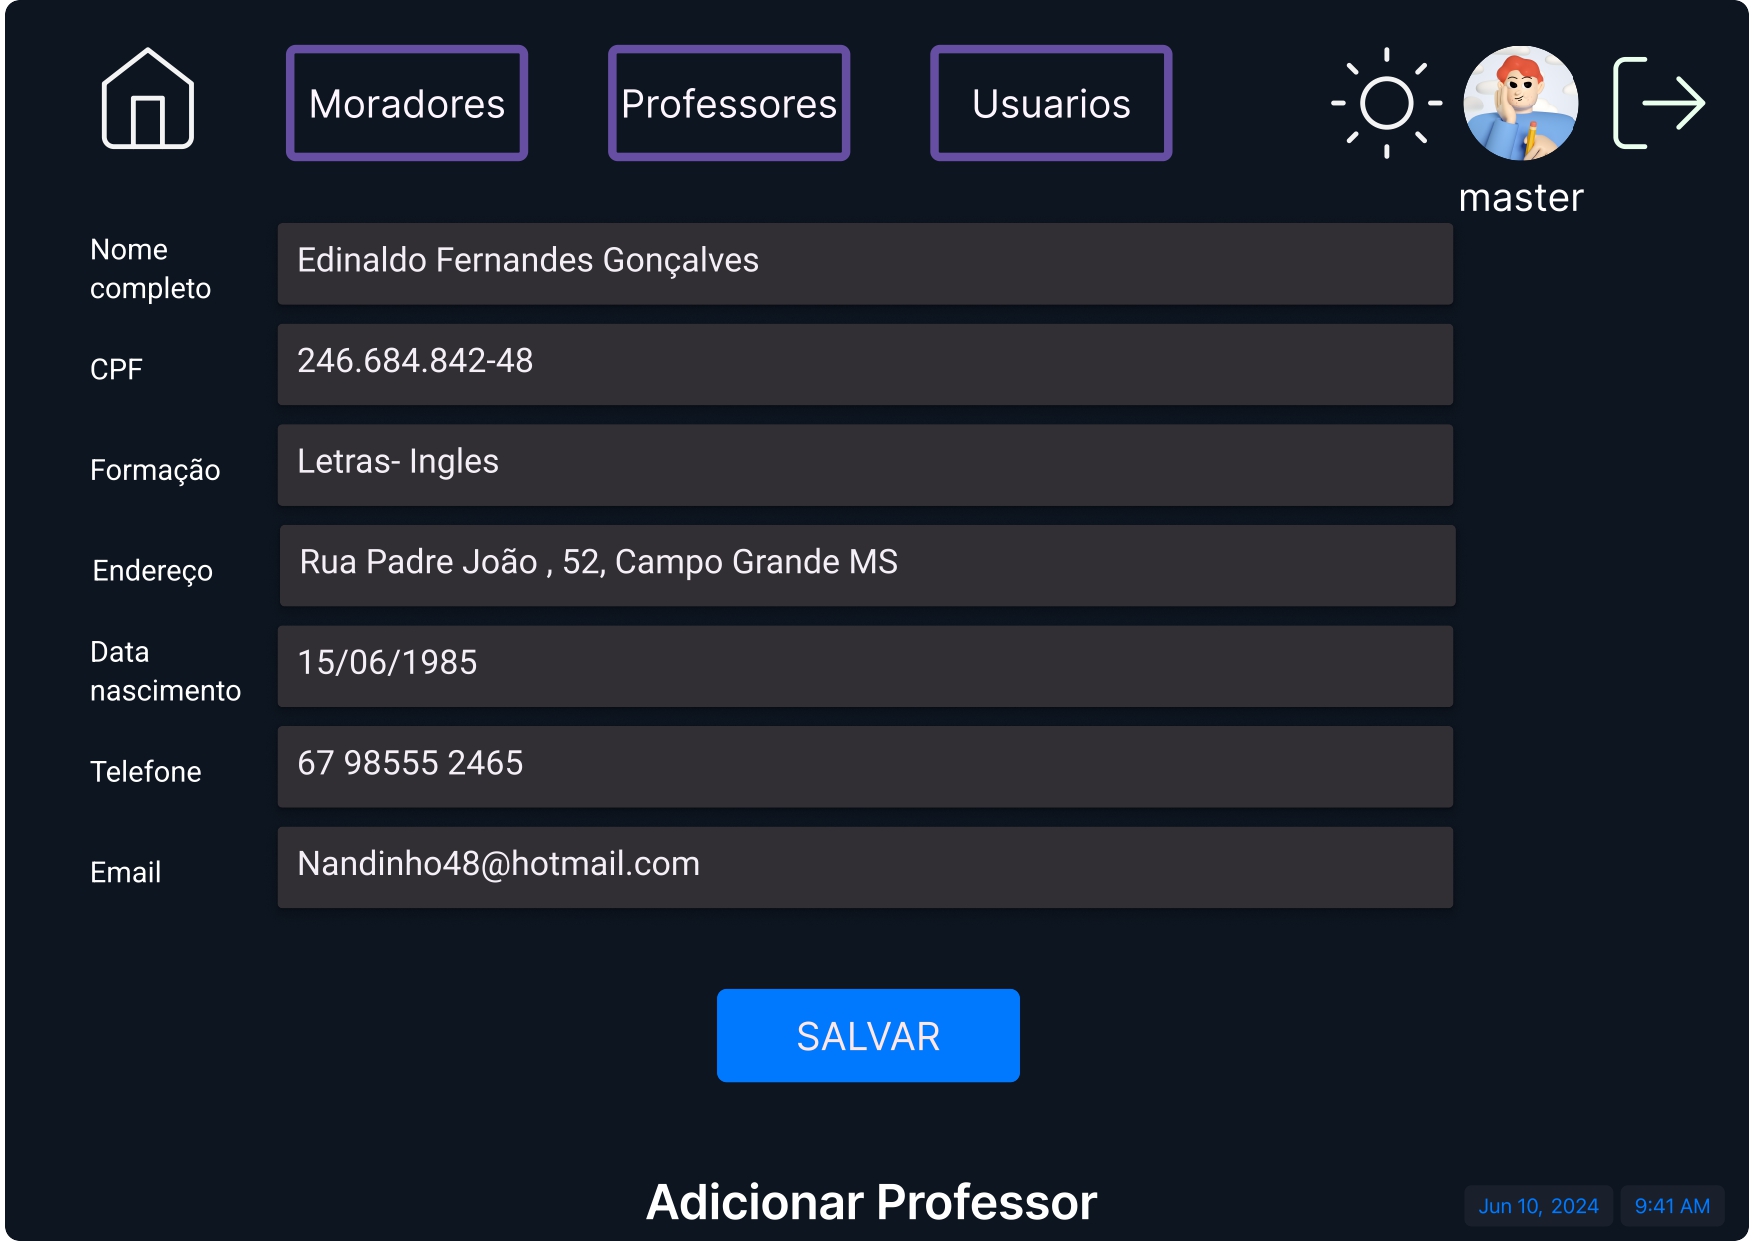 Moradores
Professores
Usuarios
master
Nome
completo
Edinaldo Fernandes Gonçalves
CPF
246.684.842-48
Formação
Letras- Ingles
Endereço
Rua Padre João , 52, Campo Grande MS
Data
nascimento
15/06/1985
Telefone
67 98555 2465
Email
Nandinho48@hotmail.com
SALVAR
Adicionar Professor
Jun 10, 2024
9:41 AM